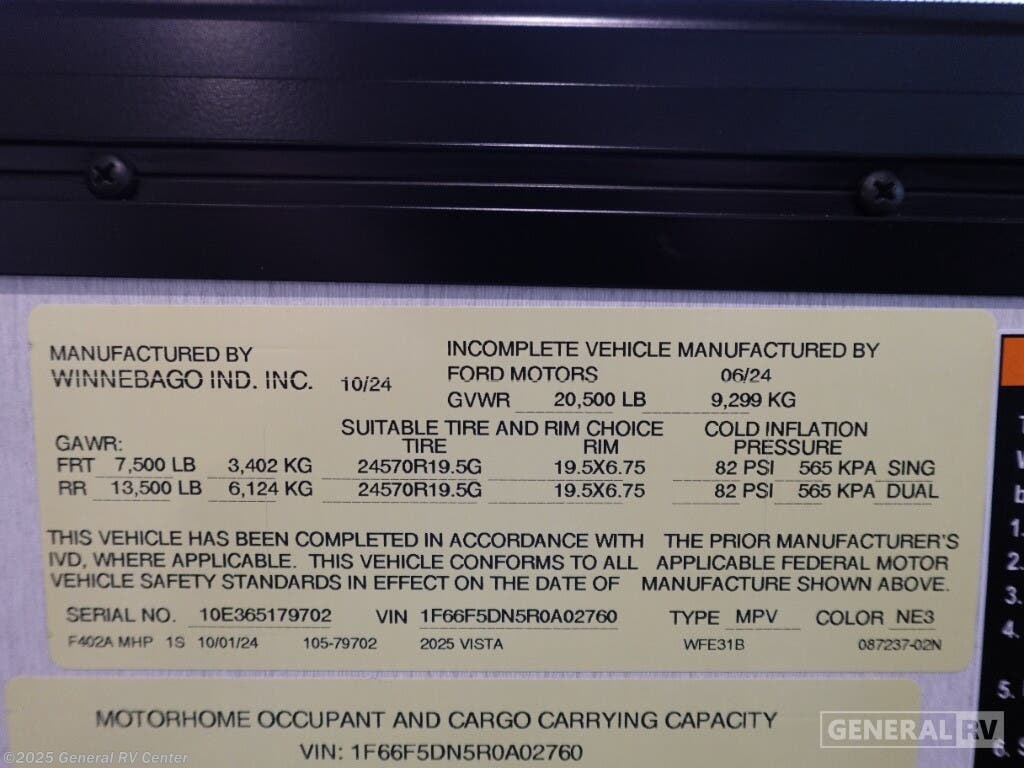 MANUFACTURED BY
WINNEBAGO IND. INC. 10/24
INCOMPLETE VEHICLE MANUFACTURED BY
FORD MOTORS 06/24
GVWR 20,500 LB 9,299 KG
SUITABLE TIRE AND RIM CHOICE COLD INFLATION
GAWR: TIRE RIM PRESSURE
FRT 7,500 LB 3,402 KG 24570R19.5G 19.5X6.75 82 PSI 565 KPA SING
RR 13,500 LB 6,124 KG 24570R19.5G 19.5X6.75 82 PSI 565 KPA DUAL
THIS VEHICLE HAS BEEN COMPLETED IN ACCORDANCE WITH THE PRIOR MANUFACTURER'S
IVD, WHERE APPLICABLE. THIS VEHICLE CONFORMS TO ALL APPLICABLE FEDERAL MOTOR
VEHICLE SAFETY STANDARDS IN EFFECT ON THE DATE OF MANUFACTURE SHOWN ABOVE.
SERIAL NO. 10E365179702 VIN 1F66F5DN5R0A02760 TYPE MPV COLOR NE3
F402A MHP 1S 10/01/24 105-79702 2025 VISTA WFE31B 087237-02N
MOTORHOME OCCUPANT AND CARGO CARRYING CAPACITY
VIN: 1F66F5DN5R0A02760
1.
2.
3.
4.
5.
6.
GENERAL RV
©2025 General RV Center